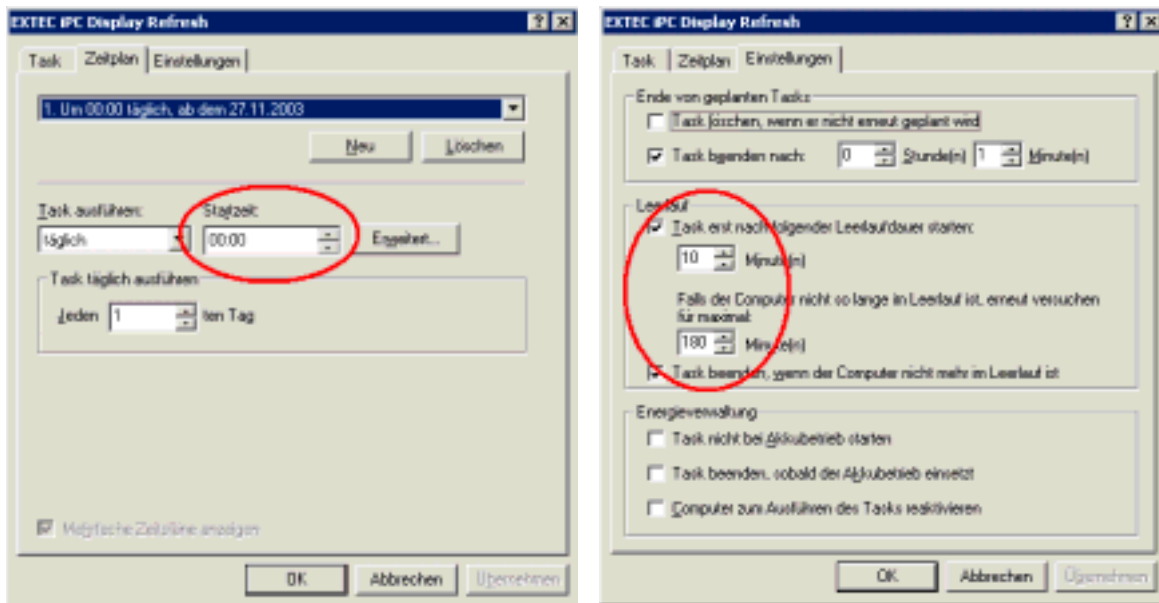 EXTEC iPC Display Refresh
Task Zeitplan Einstellungen
1. Um 00:00 täglich, ab dem 27.11.2003
Neu Löschen
Task ausführen: Startzeit:
täglich 00:00 Erweitert...
Task täglich ausführen
Jeden 1 ten Tag
Mehrfache Zeitpläne anzeigen
OK Abbrechen Übernehmen
EXTEC iPC Display Refresh
Task Zeitplan Einstellungen
Ende von geplanten Tasks
Task löschen, wenn er nicht erneut geplant wird
Task beenden nach: 0 Stunde(n) 1 Minute(n)
Leerlauf
Task erst nach folgender Leerlaufdauer starten:
10 Minute(n)
Falls der Computer nicht so lange im Leerlauf ist, erneut versuchen
für maximal:
180 Minute(n)
Task beenden, wenn der Computer nicht mehr im Leerlauf ist
Energieverwaltung
Task nicht bei Akkubetrieb starten
Task beenden, sobald der Akkubetrieb einsetzt
Computer zum Ausführen des Tasks reaktivieren
OK Abbrechen Übernehmen